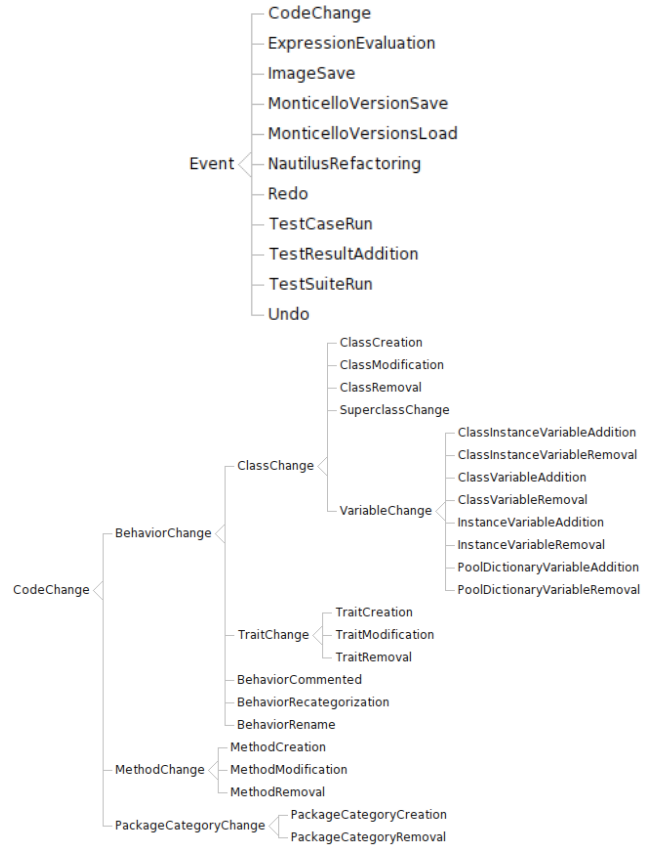 CodeChange
ExpressionEvaluation
ImageSave
MonticelloVersionSave
MonticelloVersionsLoad
Event
NautilusRefactoring
Redo
TestCaseRun
TestResultAddition
TestSuiteRun
Undo
ClassCreation
ClassModification
ClassRemoval
SuperclassChange
ClassInstanceVariableAddition
ClassInstanceVariableRemoval
ClassChange
ClassVariableAddition
ClassVariableRemoval
VariableChange
InstanceVariableAddition
BehaviorChange
InstanceVariableRemoval
PoolDictionaryVariableAddition
CodeChange
PoolDictionaryVariableRemoval
TraitCreation
TraitChange
TraitModification
TraitRemoval
BehaviorCommented
BehaviorRecategorization
BehaviorRename
MethodCreation
MethodChange
MethodModification
MethodRemoval
PackageCategoryCreation
PackageCategoryChange
PackageCategoryRemoval